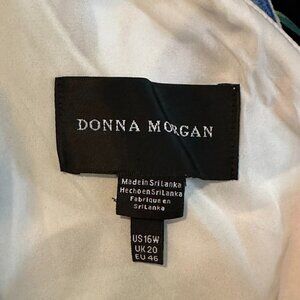 DONNA MORGAN
Made in Sri Lanka
Hecho en Sri Lanka
Fabrique en
Sri Lanka
US 16W
UK 20
EU 46